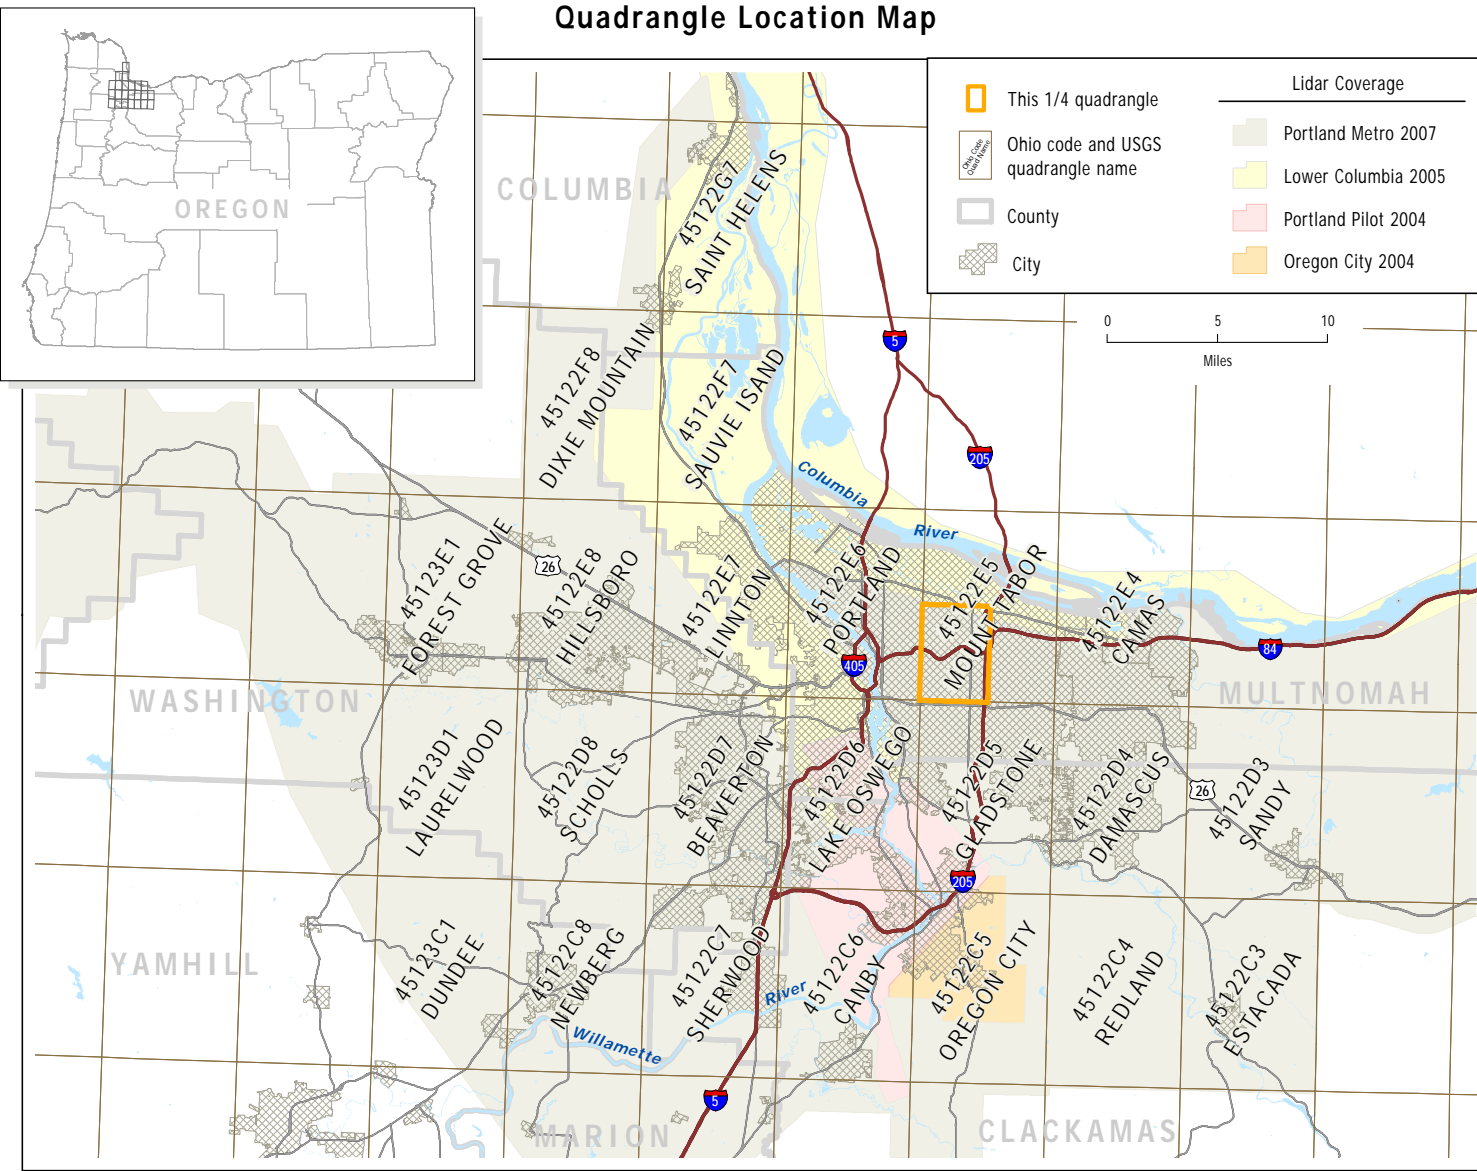 Quadrangle Location Map
OREGON
This 1/4 quadrangle
Ohio Code
Quad Name
Ohio code and USGS
quadrangle name
County
City
Lidar Coverage
Portland Metro 2007
Lower Columbia 2005
Portland Pilot 2004
Oregon City 2004
0 5 10
Miles
COLUMBIA
45122G7
SAINT HELENS
5
45122F8
DIXIE MOUNTAIN
45122F7
SAUVIE ISAND
205
Columbia
River
45123E1
FOREST GROVE
26
45122E8
HILLSBORO
45122E7
LINNTON
45122E6
PORTLAND
45122E5
MOUNT TABOR
45122E4
CAMAS
405
84
WASHINGTON
MULTNOMAH
45123D1
LAURELWOOD
45122D8
SCHOLLS
45122D7
BEAVERTON
45122D6
LAKE OSWEGO
45122D5
GLADSTONE
45122D4
DAMASCUS
26
45122D3
SANDY
205
YAMHILL
45123C1
DUNDEE
45122C8
NEWBERG
45122C7
SHERWOOD
River
45122C6
CANBY
45122C5
OREGON CITY
45122C4
REDLAND
45122C3
ESTACADA
Willamette
5
MARION
CLACKAMAS